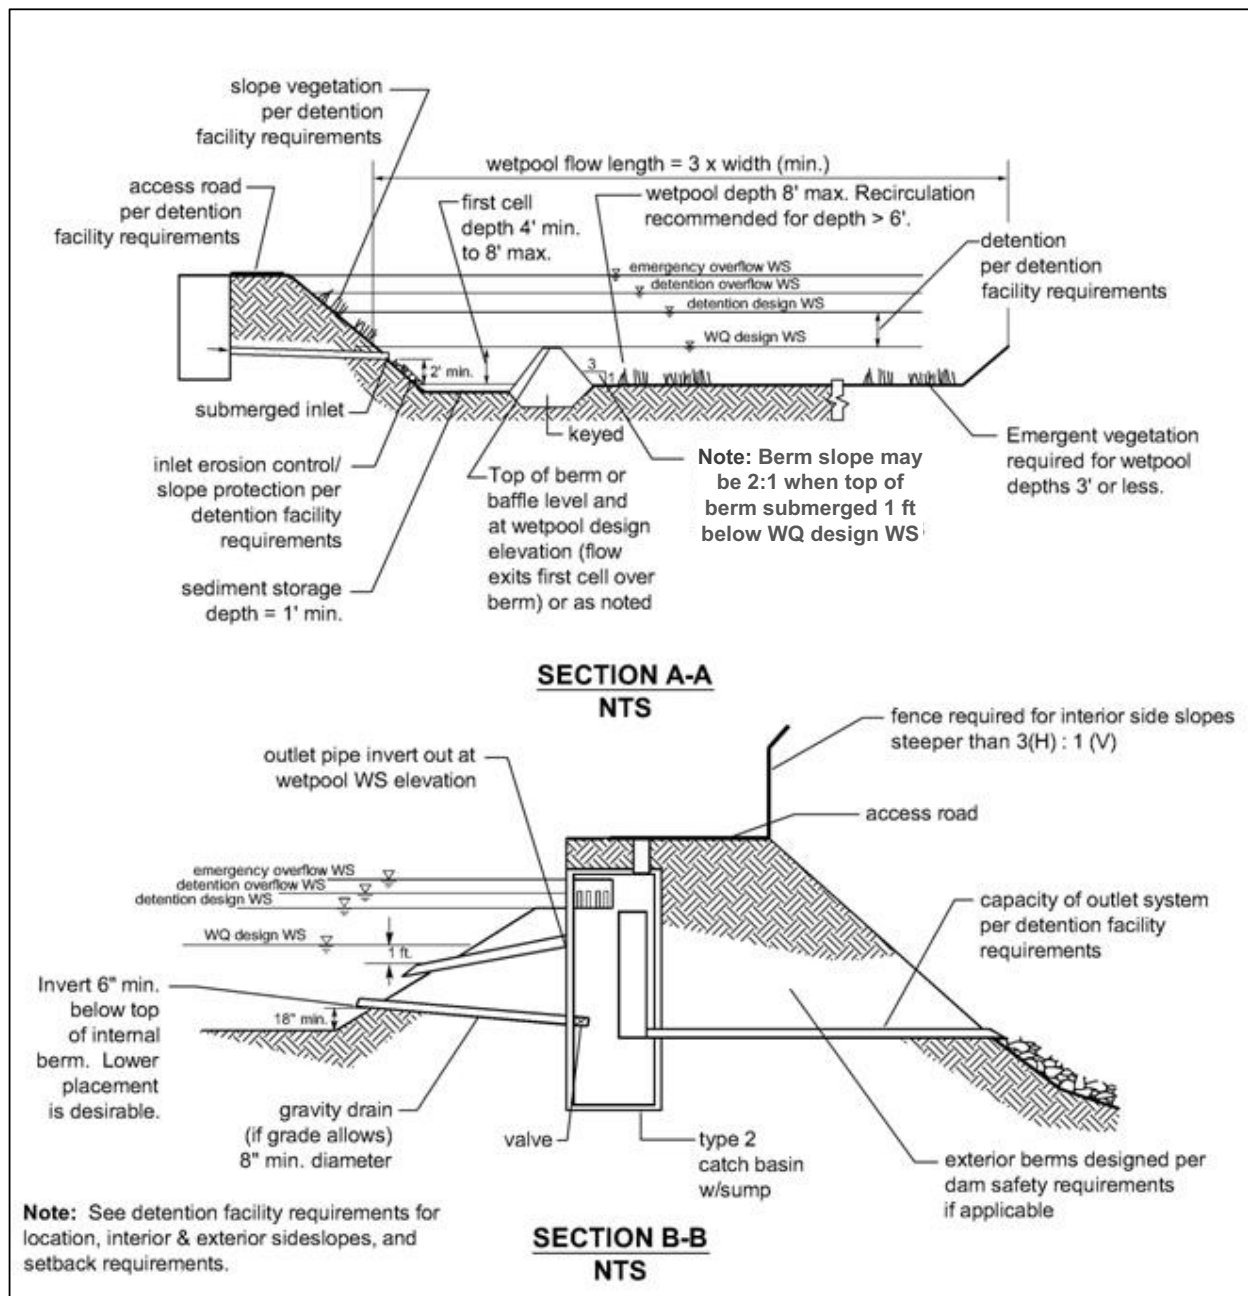 slope vegetation
per detention
facility requirements
access road
per detention
facility requirements
wetpool flow length = 3 x width (min.)
first cell
depth 4' min.
to 8' max.
wetpool depth 8' max. Recirculation
recommended for depth > 6'.
detention
per detention
facility requirements
emergency overflow WS
detention overflow WS
detention design WS
WQ design WS
2' min.
3
1
submerged inlet
keyed
inlet erosion control/
slope protection per
detention facility
requirements
sediment storage
depth = 1' min.
Top of berm or
baffle level and
at wetpool design
elevation (flow
exits first cell over
berm) or as noted
Note: Berm slope may
be 2:1 when top of
berm submerged 1 ft
below WQ design WS
Emergent vegetation
required for wetpool
depths 3' or less.
SECTION A-A
NTS
outlet pipe invert out at
wetpool WS elevation
fence required for interior side slopes
steeper than 3(H) : 1 (V)
access road
emergency overflow WS
detention overflow WS
detention design WS
WQ design WS
1 ft.
capacity of outlet system
per detention facility
requirements
Invert 6" min.
below top
of internal
berm. Lower
placement
is desirable.
18" min.
gravity drain
(if grade allows)
8" min. diameter
valve
type 2
catch basin
w/sump
exterior berms designed per
dam safety requirements
if applicable
Note: See detention facility requirements for
location, interior & exterior sideslopes, and
setback requirements.
SECTION B-B
NTS